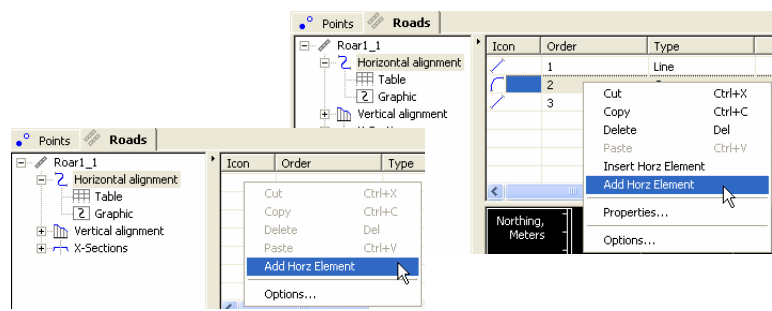 Points Roads
Roar1_1
Horizontal alignment
Table
Graphic
Vertical alignment
Icon Order Type
1 Line
2
3
Cut Ctrl+X
Copy Ctrl+C
Delete Del
Paste Ctrl+V
Insert Horz Element
Add Horz Element
Properties...
Options...
Northing,
Meters
Points Roads
Roar1_1
Horizontal alignment
Table
Graphic
Vertical alignment
X-Sections
Icon Order Type
Cut Ctrl+X
Copy Ctrl+C
Delete Del
Paste Ctrl+V
Add Horz Element
Options...